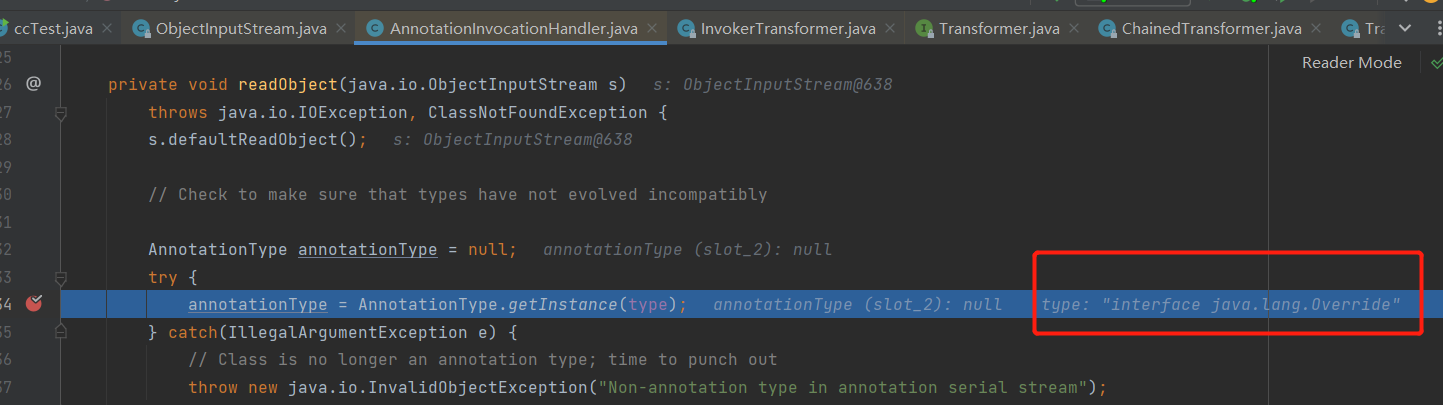 ccTest.java ObjectInputStream.java AnnotationInvocationHandler.java InvokerTransformer.java Transformer.java ChainedTransformer.java Tra
25
Reader Mode
26 @ private void readObject(java.io.ObjectInputStream s) s: ObjectInputStream@638
27 throws java.io.IOException, ClassNotFoundException {
28 s.defaultReadObject(); s: ObjectInputStream@638
29
30 // Check to make sure that types have not evolved incompatibly
31
32 AnnotationType annotationType = null; annotationType (slot_2): null
33 try {
34 annotationType = AnnotationType.getInstance(type); annotationType (slot_2): null type: "interface java.lang.Override"
35 } catch(IllegalArgumentException e) {
36 // Class is no longer an annotation type; time to punch out
37 throw new java.io.InvalidObjectException("Non-annotation type in annotation serial stream");